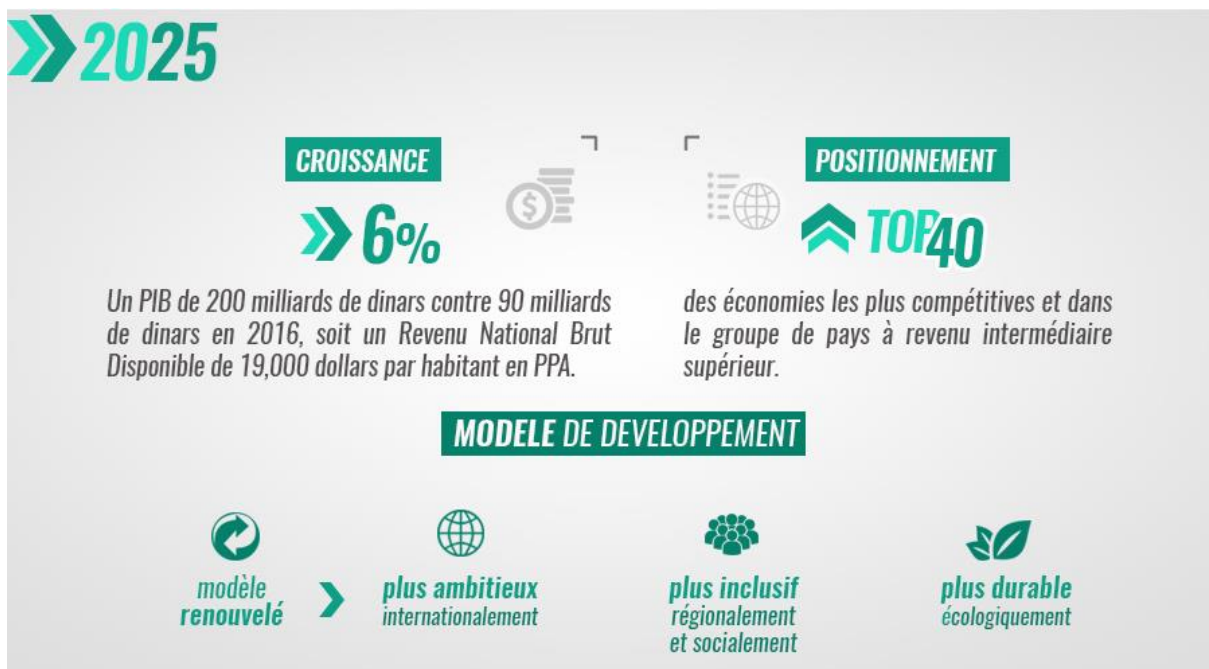 2025
CROISSANCE
6%
Un PIB de 200 milliards de dinars contre 90 milliards
de dinars en 2016, soit un Revenu National Brut
Disponible de 19,000 dollars par habitant en PPA.
POSITIONNEMENT
TOP40
des économies les plus compétitives et dans
le groupe de pays à revenu intermédiaire
supérieur.
MODELE DE DEVELOPPEMENT
modèle
renouvelé
plus ambitieux
internationalement
plus inclusif
régionalement
et socialement
plus durable
écologiquement